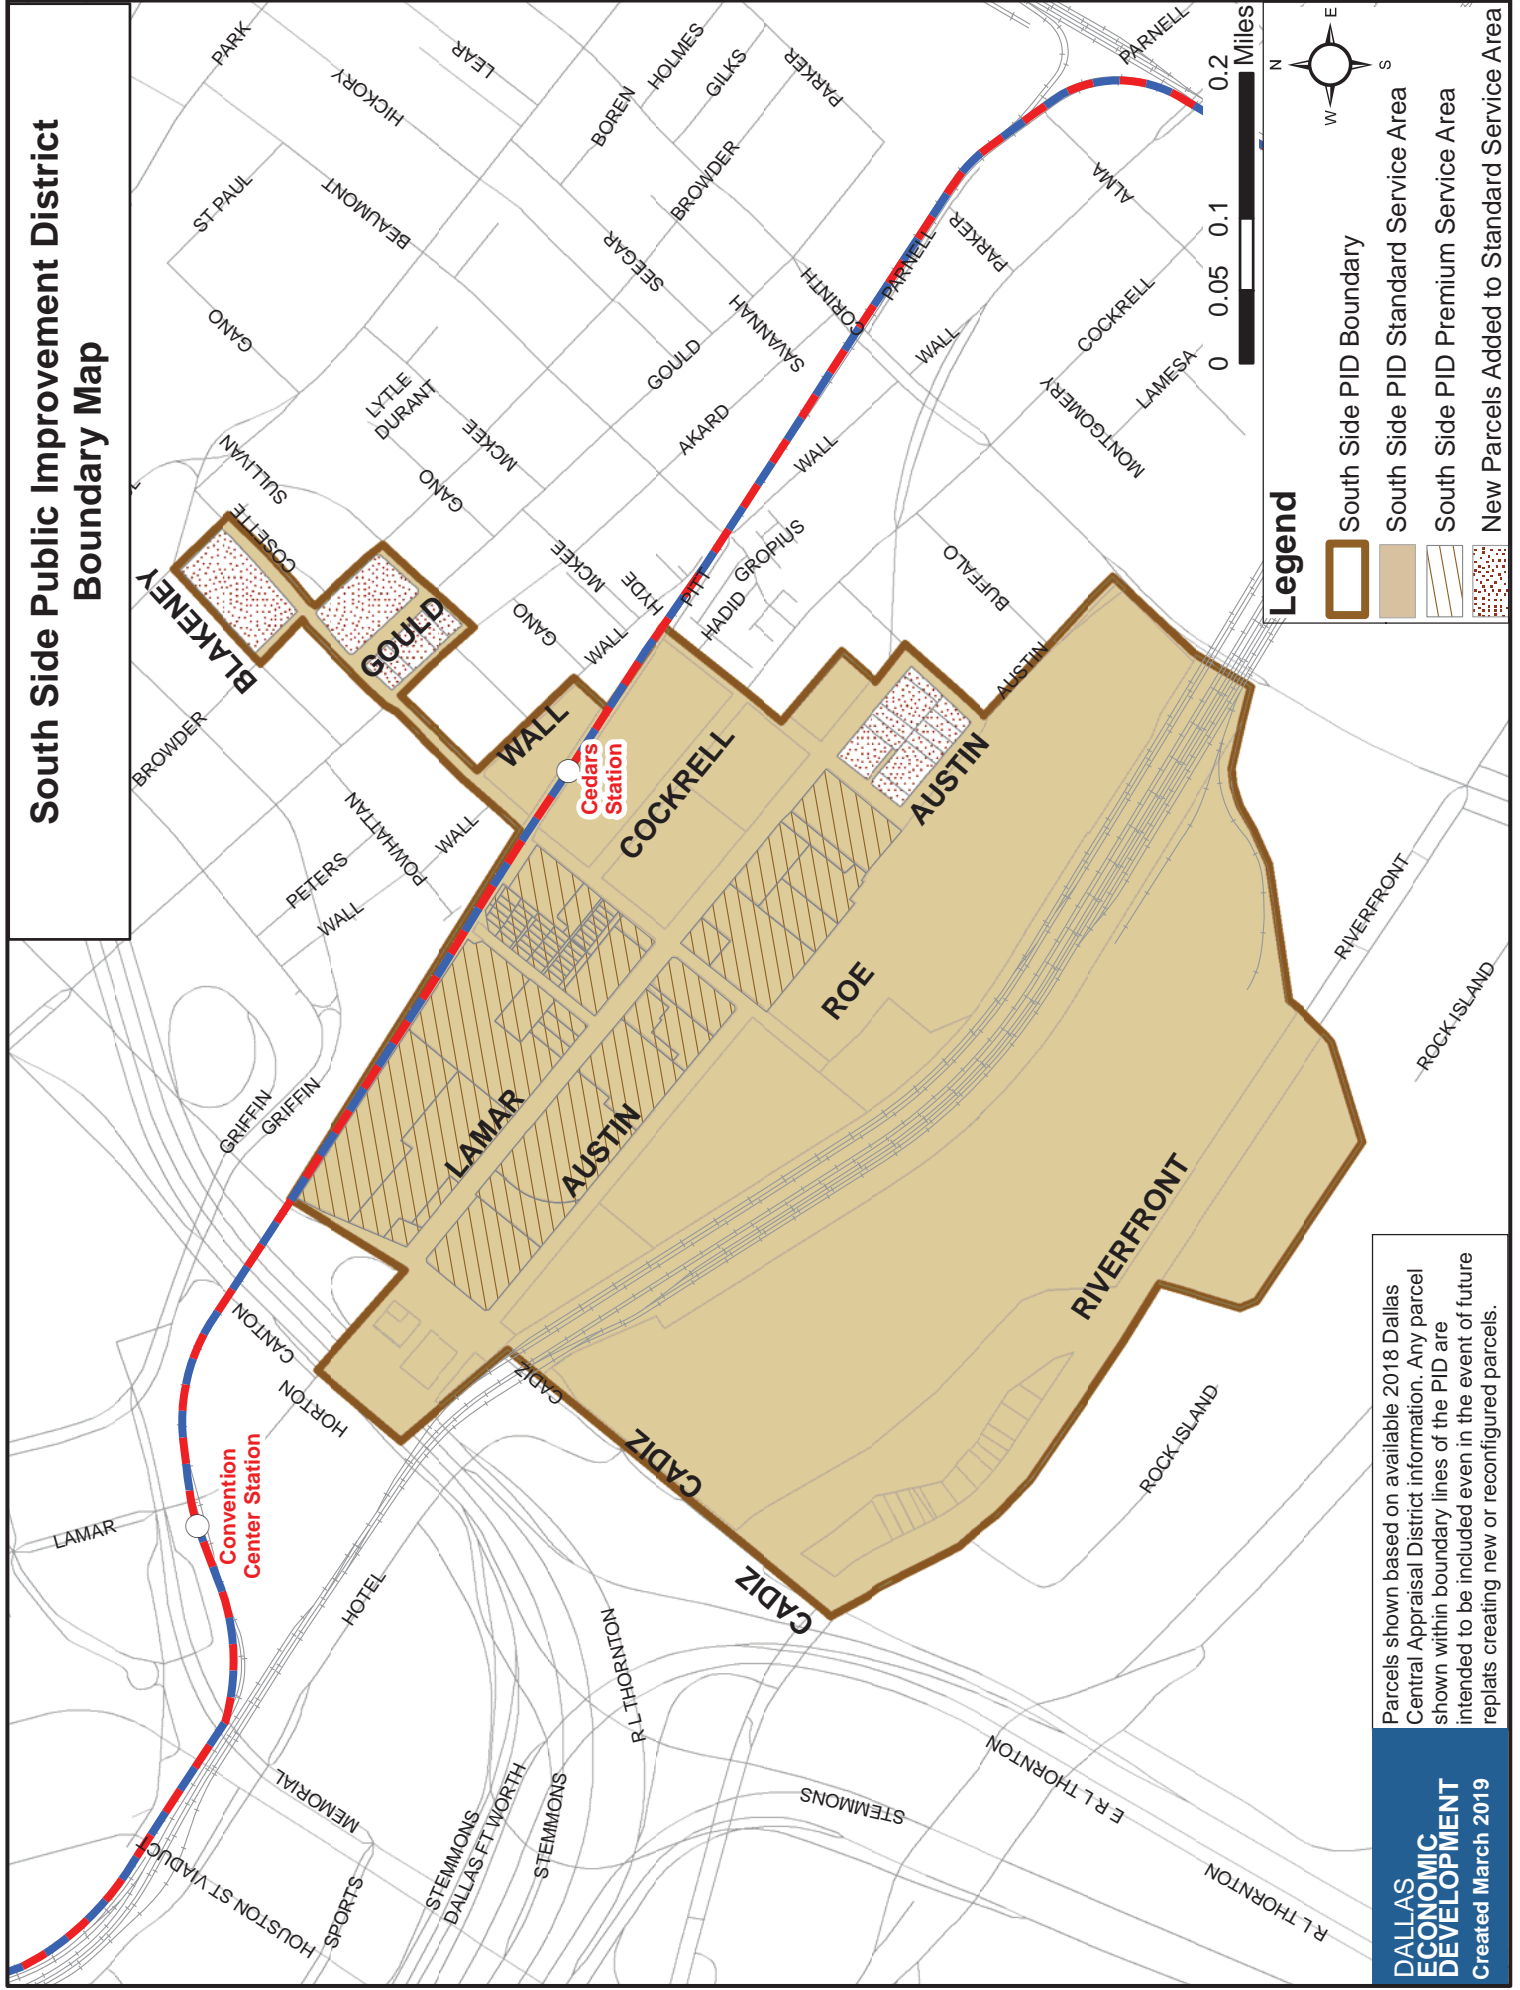 South Side Public Improvement District
Boundary Map
PARK
LEAR
HICKORY
HOLMES
GILKS
BOREN
PARKER
PARNELL
ST PAUL
BEAUMONT
BROWDER
ALMA
GANO
SEEGAR
CORINTH
PARNELL
PARKER
LYTLE
DURANT
GOULD
SAVANNAH
WALL
COCKRELL
SULLIVAN
MCKEE
AKARD
MONTGOMERY
LAMESA
COSETTE
GANO
WALL
BLAKENEY
MCKEE
GROPIUS
HYDE
PITT
HADID
BUFFALO
GOULD
GANO
WALL
AUSTIN
BROWDER
WALL
Cedars
Station
COCKRELL
AUSTIN
POWHATTAN
WALL
PETERS
WALL
RIVERFRONT
ROCK ISLAND
ROE
GRIFFIN
GRIFFIN
LAMAR
AUSTIN
RIVERFRONT
CANTON
HORTON
CADIZ
CADIZ
CADIZ
ROCK ISLAND
Convention
Center Station
LAMAR
HOTEL
R L THORNTON
MEMORIAL
HOUSTON ST VIADUCT
SPORTS
STEMMONS
DALLAS FT WORTH
STEMMONS
STEMMONS
E R L THORNTON
R L THORNTON
0 0.05 0.1 0.2
Miles
N
W
E
S
Legend
South Side PID Boundary
South Side PID Standard Service Area
South Side PID Premium Service Area
New Parcels Added to Standard Service Area
Parcels shown based on available 2018 Dallas
Central Appraisal District information. Any parcel
shown within boundary lines of the PID are
intended to be included even in the event of future
replats creating new or reconfigured parcels.
DALLAS
ECONOMIC
DEVELOPMENT
Created March 2019